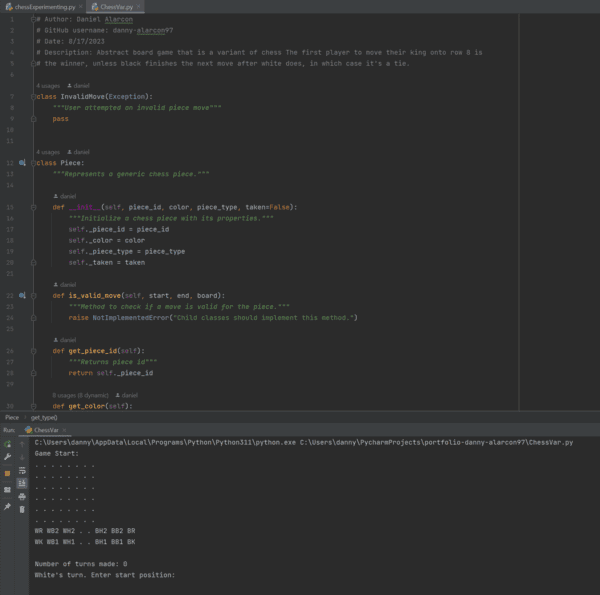 chessExperimenting.py × ChessVar.py ×
1 # Author: Daniel Alarcon
2 # GitHub username: danny-alarcon97
3 # Date: 8/17/2023
4 # Description: Abstract board game that is a variant of chess The first player to move their king onto row 8 is
5 # the winner, unless black finishes the next move after white does, in which case it's a tie.
6
4 usages daniel
7 class InvalidMove(Exception):
8 """User attempted an invalid piece move"""
9 pass
10
11
4 usages daniel
12 class Piece:
13 """Represents a generic chess piece."""
14
daniel
15 def __init__(self, piece_id, color, piece_type, taken=False):
16 """Initialize a chess piece with its properties."""
17 self._piece_id = piece_id
18 self._color = color
19 self._piece_type = piece_type
20 self._taken = taken
21
daniel
22 def is_valid_move(self, start, end, board):
23 """Method to check if a move is valid for the piece."""
24 raise NotImplementedError("Child classes should implement this method.")
25
daniel
26 def get_piece_id(self):
27 """Returns piece id"""
28 return self._piece_id
29
8 usages (8 dynamic) daniel
30 def get_color(self):
Piece › get_type()
Run: ChessVar ×
C:\Users\danny\AppData\Local\Programs\Python\Python311\python.exe C:\Users\danny\PycharmProjects\portfolio-danny-alarcon97\ChessVar.py
Game Start:
. . . . . . . .
. . . . . . . .
. . . . . . . .
. . . . . . . .
. . . . . . . .
. . . . . . . .
WR WB2 WH2 . . BH2 BB2 BR
WK WB1 WH1 . . BH1 BB1 BK
Number of turns made: 0
White's turn. Enter start position: